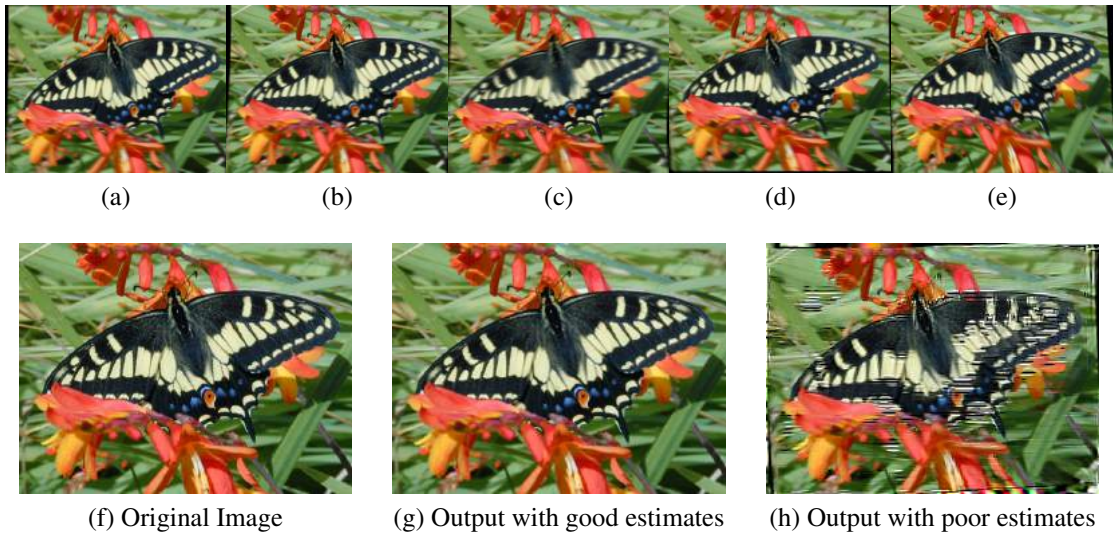 (a) (b) (c) (d) (e)
(f) Original Image (g) Output with good estimates (h) Output with poor estimates